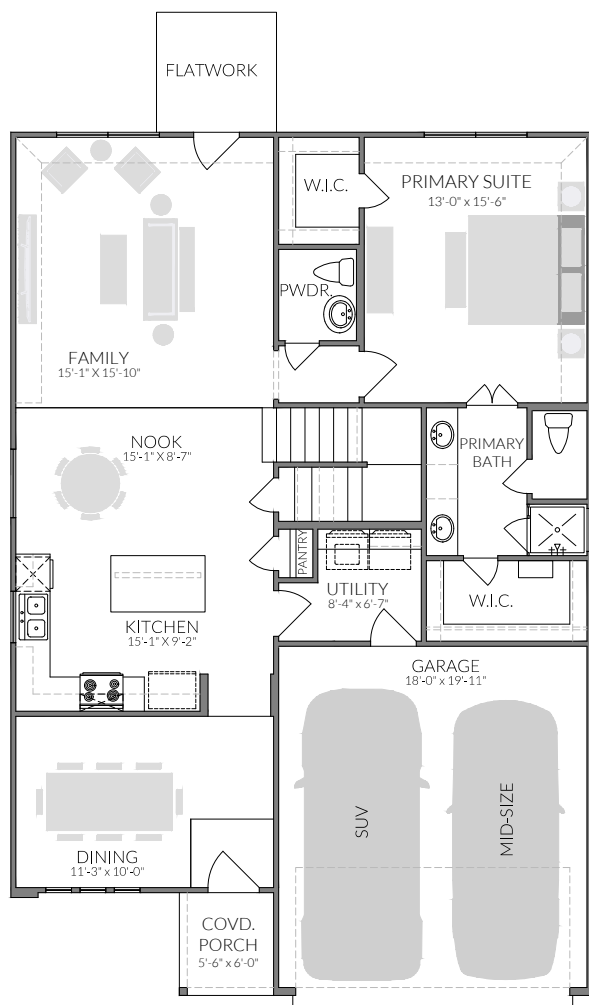 FLATWORK
W.I.C.
PRIMARY SUITE
13'-0" x 15'-6"
PWDR.
FAMILY
15'-1" X 15'-10"
NOOK
15'-1" X 8'-7"
PRIMARY
BATH
PANTRY
UTILITY
8'-4" x 6'-7"
W.I.C.
KITCHEN
15'-1" X 9'-2"
GARAGE
18'-0" x 19'-11"
SUV
MID-SIZE
DINING
11'-3" x 10'-0"
COVD.
PORCH
5'-6" x 6'-0"